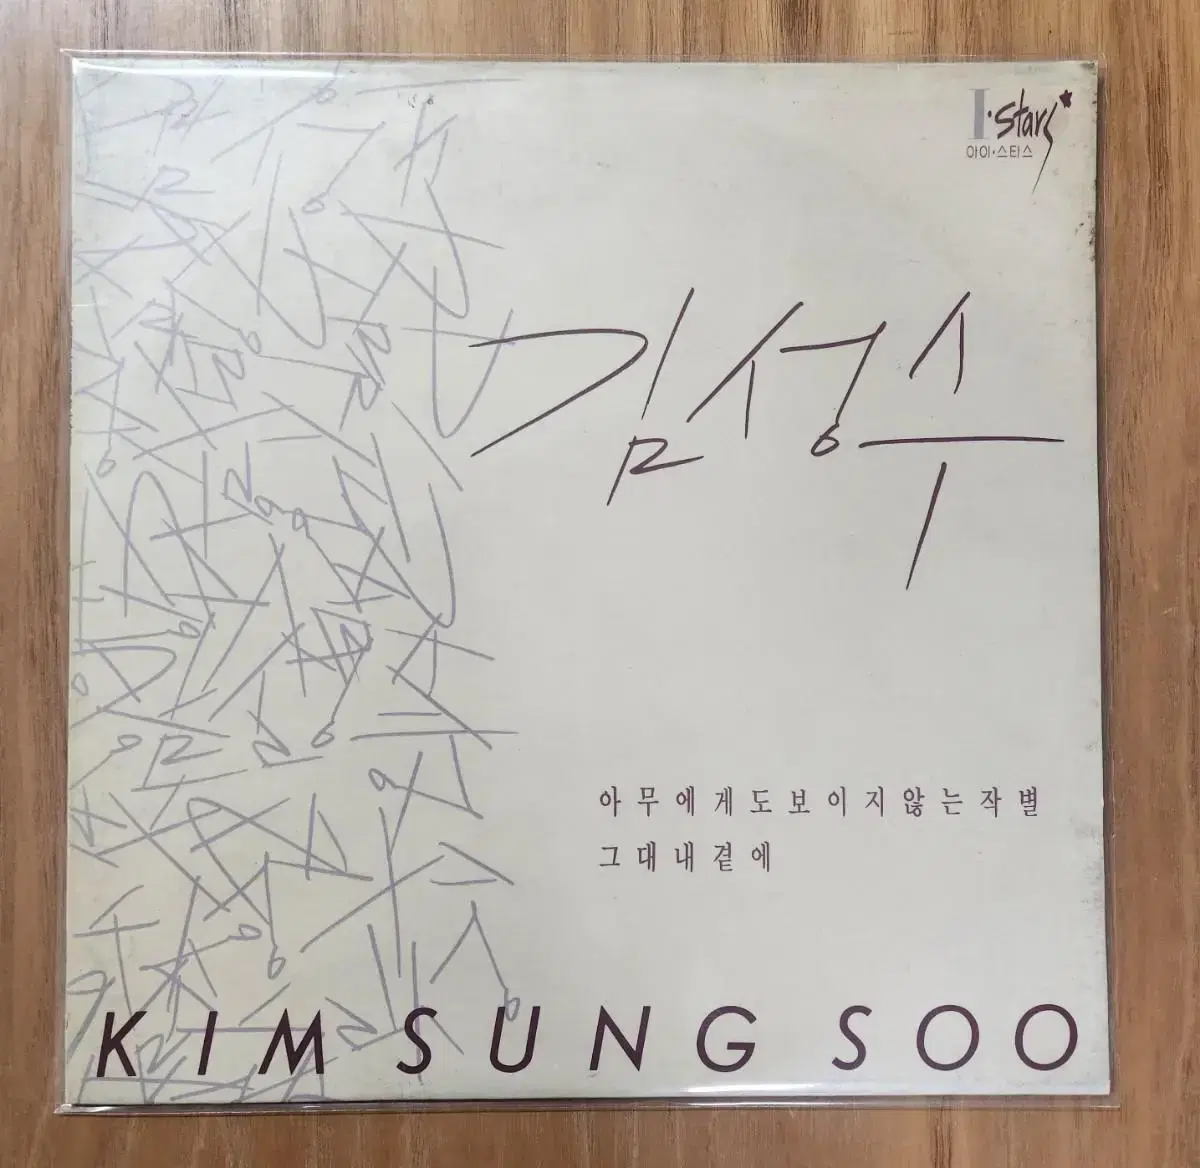 I·Stars
아이·스타스
김성수
아무에게도보이지않는작별
그대내곁에
KIM SUNG SOO